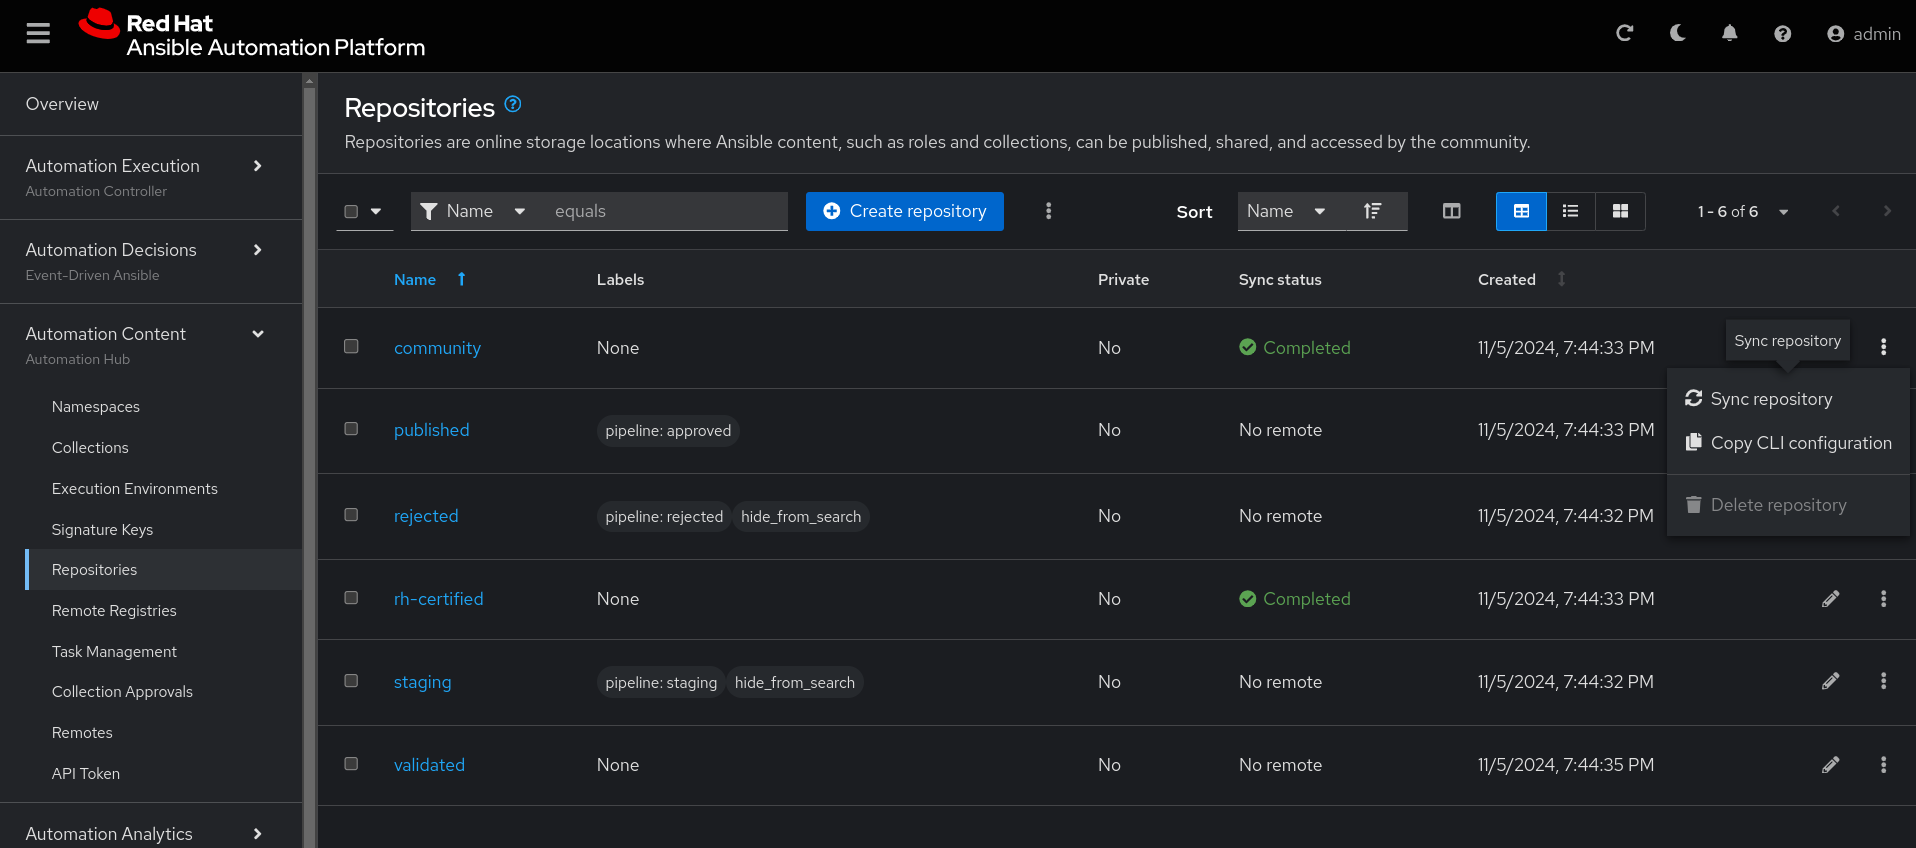 Red Hat
Ansible Automation Platform
admin
Overview
Automation Execution
Automation Controller
Automation Decisions
Event-Driven Ansible
Automation Content
Automation Hub
Namespaces
Collections
Execution Environments
Signature Keys
Repositories
Remote Registries
Task Management
Collection Approvals
Remotes
API Token
Automation Analytics
Repositories
Repositories are online storage locations where Ansible content, such as roles and collections, can be published, shared, and accessed by the community.
Name equals Create repository Sort Name 1 - 6 of 6
Name Labels Private Sync status Created
community None No Completed 11/5/2024, 7:44:33 PM
Sync repository
Sync repository
Copy CLI configuration
Delete repository
published pipeline: approved No No remote 11/5/2024, 7:44:33 PM
rejected pipeline: rejected hide_from_search No No remote 11/5/2024, 7:44:32 PM
rh-certified None No Completed 11/5/2024, 7:44:33 PM
staging pipeline: staging hide_from_search No No remote 11/5/2024, 7:44:32 PM
validated None No No remote 11/5/2024, 7:44:35 PM